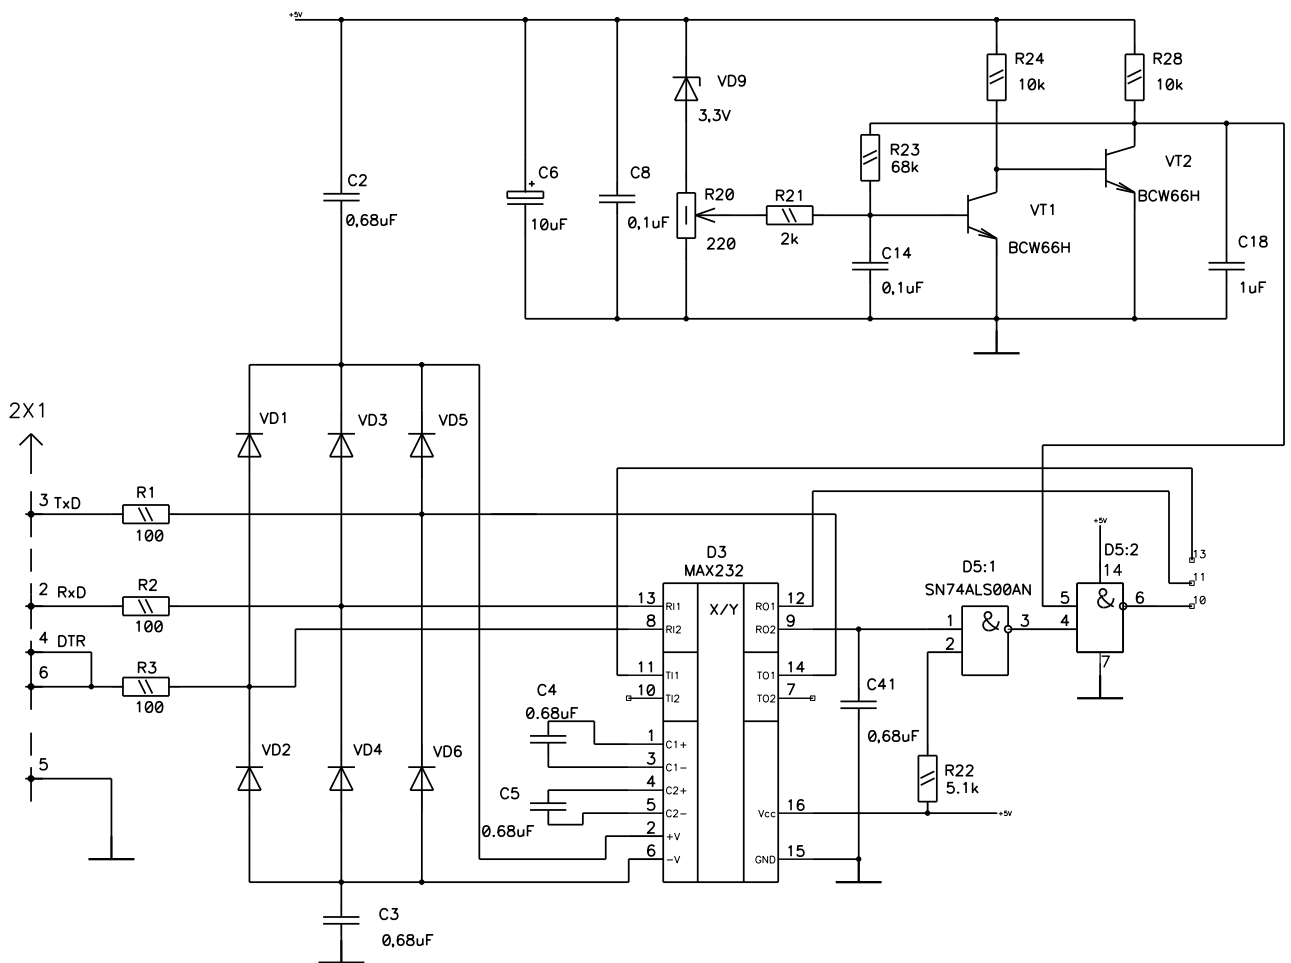 +5V
VD9
3,3V
R24
10k
R28
10k
C2
0,68uF
C6
+
10uF
C8
0,1uF
R20
220
R21
2k
R23
68k
C14
0,1uF
VT1
BCW66H
VT2
BCW66H
C18
1uF
2X1
VD1
VD3
VD5
3 TxD
R1
100
2 RxD
R2
100
4 DTR
6
R3
100
5
VD2
VD4
VD6
C3
0,68uF
C4
0.68uF
C5
0.68uF
D3
MAX232
X/Y
13 RI1
8 RI2
11 TI1
10 TI2
1 C1+
3 C1-
4 C2+
5 C2-
2 +V
6 -V
RO1 12
RO2 9
TO1 14
TO2 7
Vcc 16
GND 15
C41
0,68uF
R22
5.1k
+5V
D5:1
SN74ALS00AN
1
2
&
3
+5V
D5:2
14
5
4
&
6
7
13
11
10